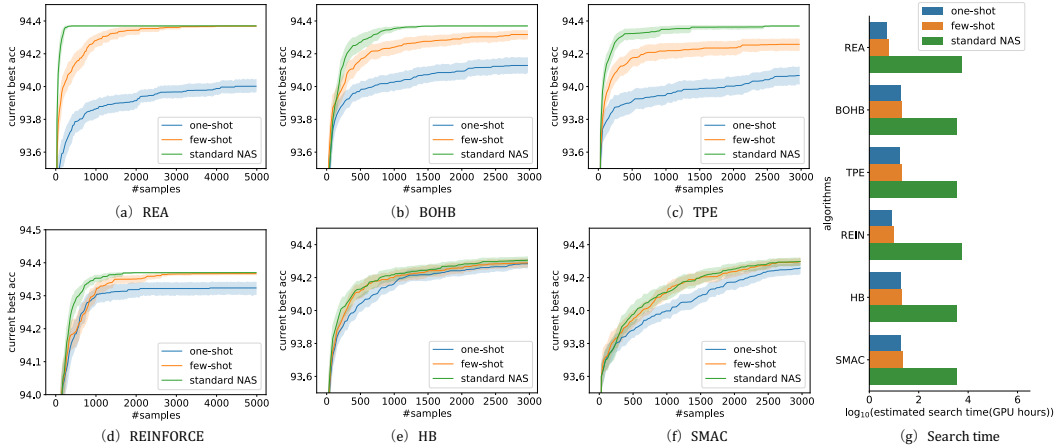 94.4
94.2
94.0
93.8
93.6
current best acc
one-shot
few-shot
standard NAS
0 1000 2000 3000 4000 5000
#samples
(a) REA
94.4
94.2
94.0
93.8
93.6
current best acc
one-shot
few-shot
standard NAS
0 500 1000 1500 2000 2500 3000
#samples
(b) BOHB
94.4
94.2
94.0
93.8
93.6
current best acc
one-shot
few-shot
standard NAS
0 500 1000 1500 2000 2500 3000
#samples
(c) TPE
94.5
94.4
94.3
94.2
94.1
94.0
current best acc
one-shot
few-shot
standard NAS
0 1000 2000 3000 4000 5000
#samples
(d) REINFORCE
94.4
94.2
94.0
93.8
93.6
current best acc
one-shot
few-shot
standard NAS
0 500 1000 1500 2000 2500 3000
#samples
(e) HB
94.4
94.2
94.0
93.8
93.6
current best acc
one-shot
few-shot
standard NAS
0 500 1000 1500 2000 2500 3000
#samples
(f) SMAC
one-shot
few-shot
standard NAS
algorithms
REA
BOHB
TPE
REIN
HB
SMAC
0 2 4 6
log₁₀(estimated search time(GPU hours))
(g) Search time